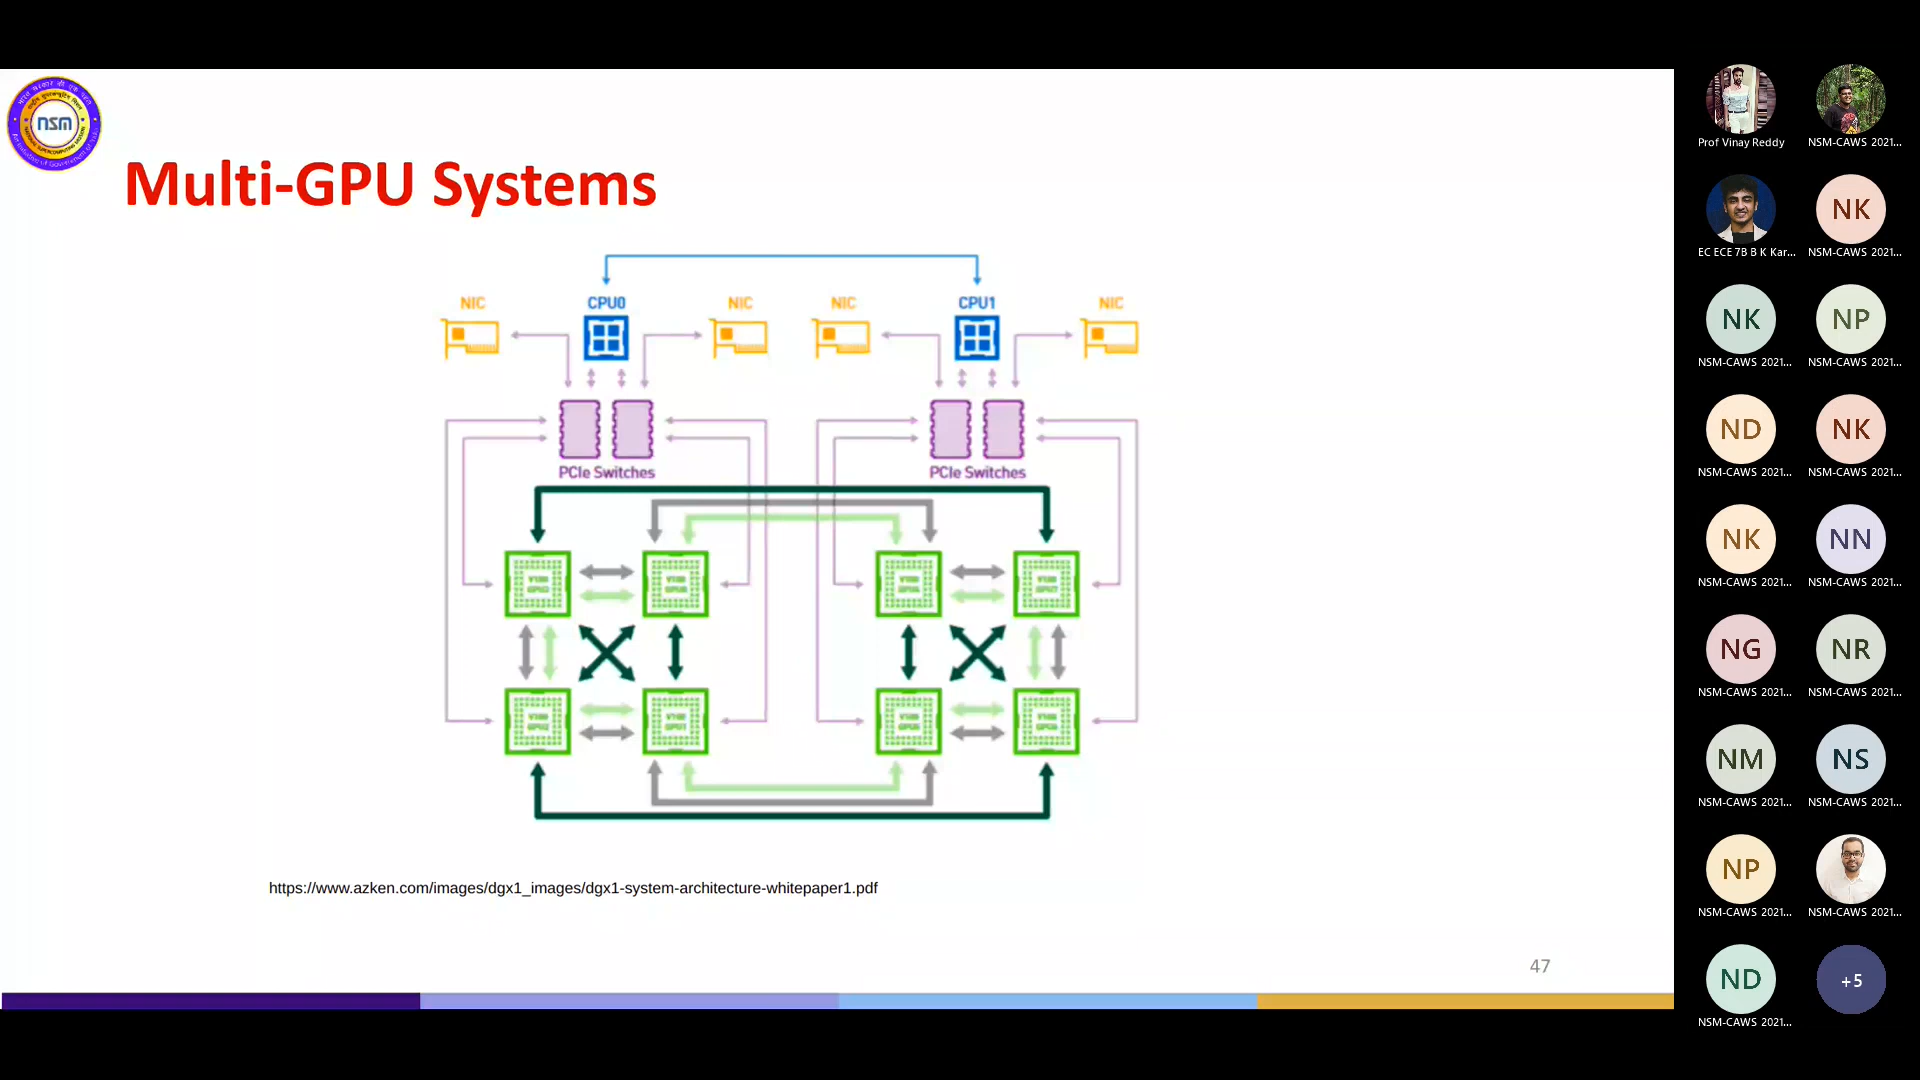 nsm
Multi-GPU Systems
NIC
CPU0
NIC
NIC
CPU1
NIC
PCIe Switches
PCIe Switches
https://www.azken.com/images/dgx1_images/dgx1-system-architecture-whitepaper1.pdf
47
Prof Vinay Reddy
NSM-CAWS 2021...
EC ECE 7B B K Kar...
NK
NSM-CAWS 2021...
NK
NSM-CAWS 2021...
NP
NSM-CAWS 2021...
ND
NSM-CAWS 2021...
NK
NSM-CAWS 2021...
NK
NSM-CAWS 2021...
NN
NSM-CAWS 2021...
NG
NSM-CAWS 2021...
NR
NSM-CAWS 2021...
NM
NSM-CAWS 2021...
NS
NSM-CAWS 2021...
NP
NSM-CAWS 2021...
NSM-CAWS 2021...
ND
NSM-CAWS 2021...
+5